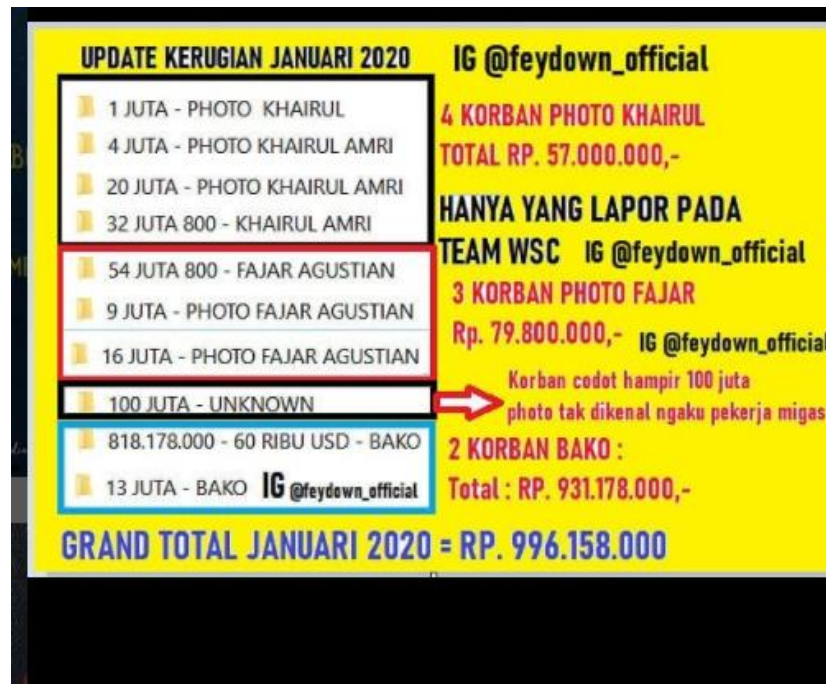 UPDATE KERUGIAN JANUARI 2020
IG @feydown_official
1 JUTA - PHOTO KHAIRUL
4 JUTA - PHOTO KHAIRUL AMRI
20 JUTA - PHOTO KHAIRUL AMRI
32 JUTA 800 - KHAIRUL AMRI
4 KORBAN PHOTO KHAIRUL
TOTAL RP. 57.000.000,-
HANYA YANG LAPOR PADA
TEAM WSC IG @feydown_official
54 JUTA 800 - FAJAR AGUSTIAN
9 JUTA - PHOTO FAJAR AGUSTIAN
16 JUTA - PHOTO FAJAR AGUSTIAN
3 KORBAN PHOTO FAJAR
Rp. 79.800.000,- IG @feydown_official
100 JUTA - UNKNOWN
Korban codot hampir 100 juta
photo tak dikenal ngaku pekerja migas
818.178.000 - 60 RIBU USD - BAKO
13 JUTA - BAKO IG @feydown_official
2 KORBAN BAKO :
Total : RP. 931.178.000,-
GRAND TOTAL JANUARI 2020 = RP. 996.158.000